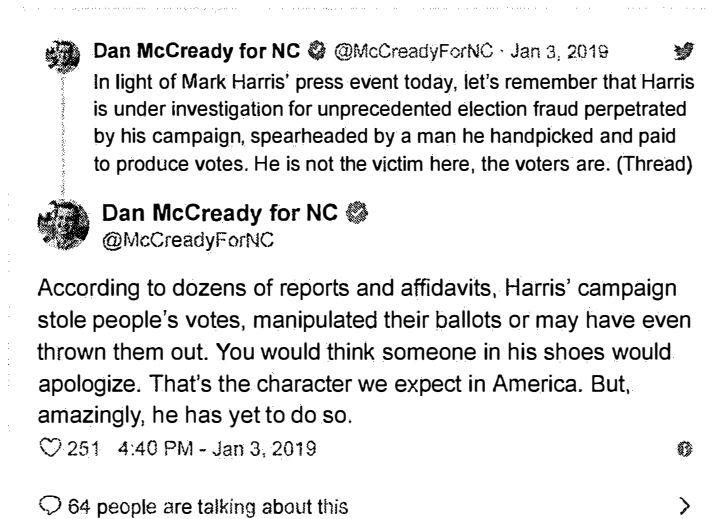 Dan McCready for NC @McCreadyForNC · Jan 3, 2019
In light of Mark Harris' press event today, let's remember that Harris
is under investigation for unprecedented election fraud perpetrated
by his campaign, spearheaded by a man he handpicked and paid
to produce votes. He is not the victim here, the voters are. (Thread)
Dan McCready for NC
@McCreadyForNC
According to dozens of reports and affidavits, Harris' campaign
stole people's votes, manipulated their ballots or may have even
thrown them out. You would think someone in his shoes would
apologize. That's the character we expect in America. But,
amazingly, he has yet to do so.
251 4:40 PM - Jan 3, 2019
64 people are talking about this